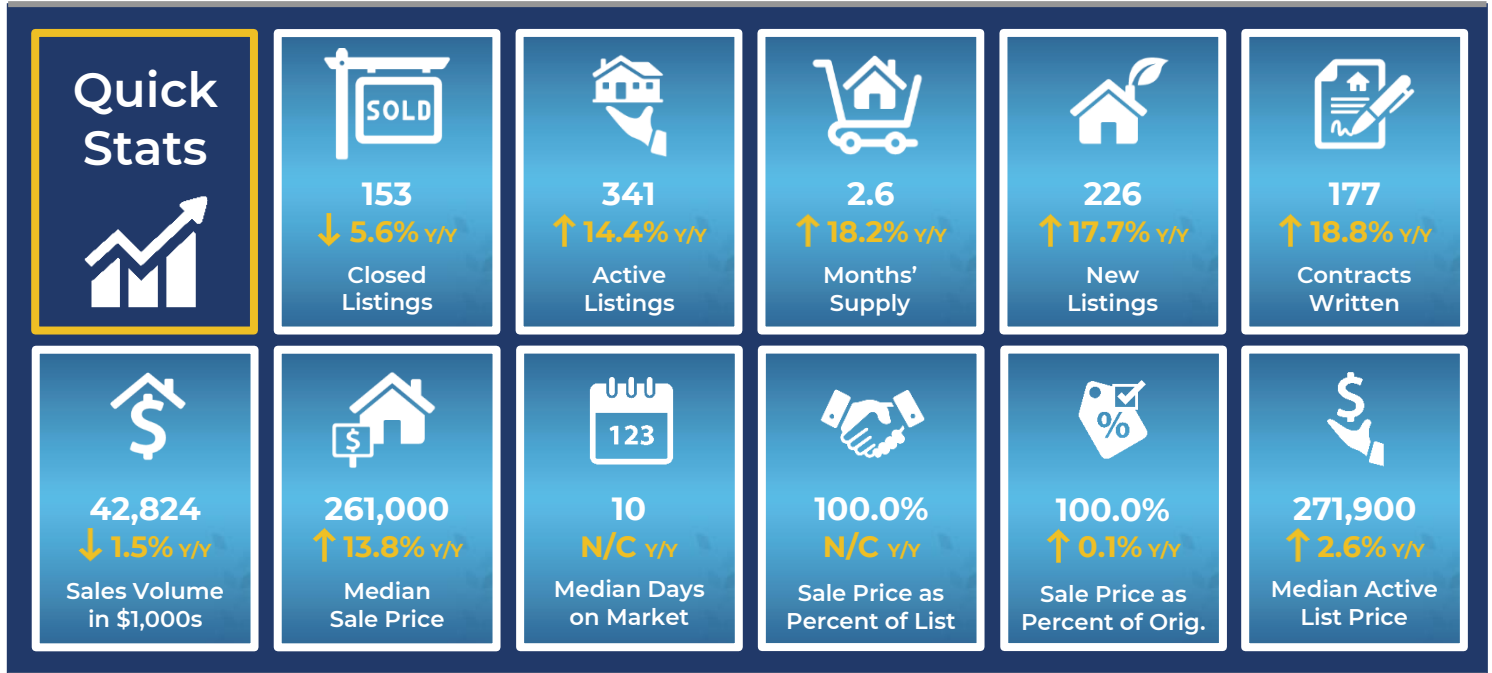 Quick
Stats
SOLD
153
↓ 5.6% Y/Y
Closed
Listings
341
↑ 14.4% Y/Y
Active
Listings
2.6
↑ 18.2% Y/Y
Months’
Supply
226
↑ 17.7% Y/Y
New
Listings
177
↑ 18.8% Y/Y
Contracts
Written
$
42,824
↓ 1.5% Y/Y
Sales Volume
in $1,000s
$
261,000
↑ 13.8% Y/Y
Median
Sale Price
123
10
N/C Y/Y
Median Days
on Market
100.0%
N/C Y/Y
Sale Price as
Percent of List
%
100.0%
↑ 0.1% Y/Y
Sale Price as
Percent of Orig.
$
271,900
↑ 2.6% Y/Y
Median Active
List Price